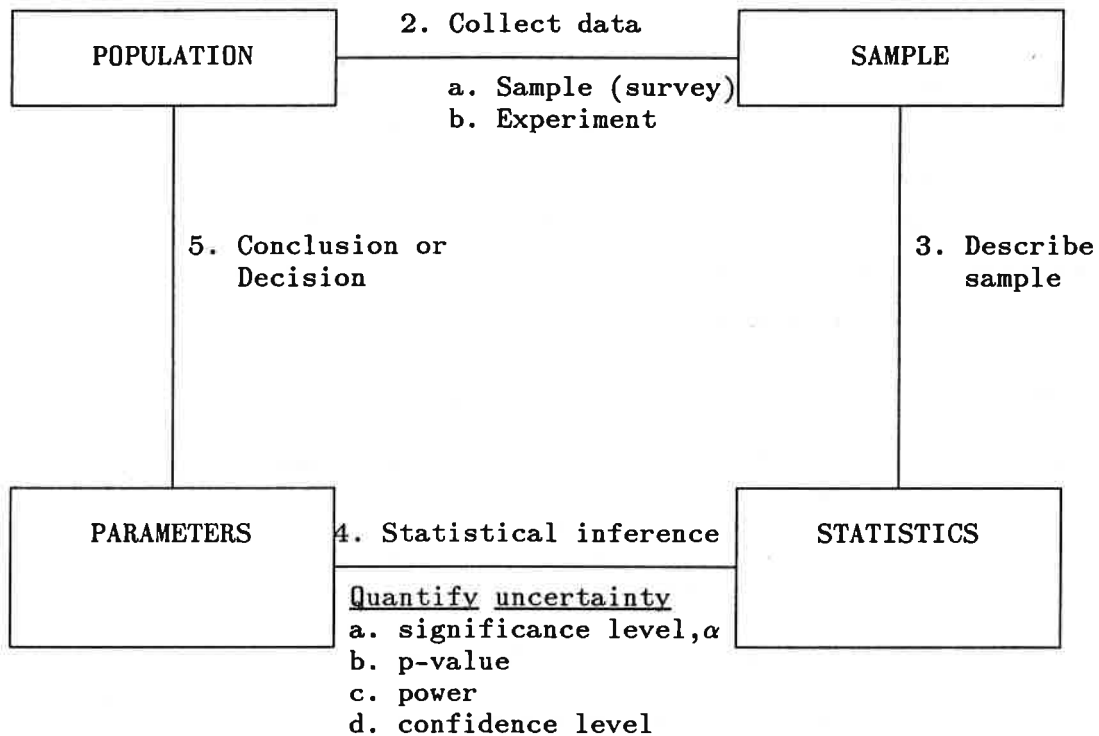 2. Collect data
POPULATION
SAMPLE
a. Sample (survey)
b. Experiment
5. Conclusion or
Decision
3. Describe
sample
PARAMETERS
4. Statistical inference
STATISTICS
Quantify uncertainty
a. significance level,α
b. p-value
c. power
d. confidence level